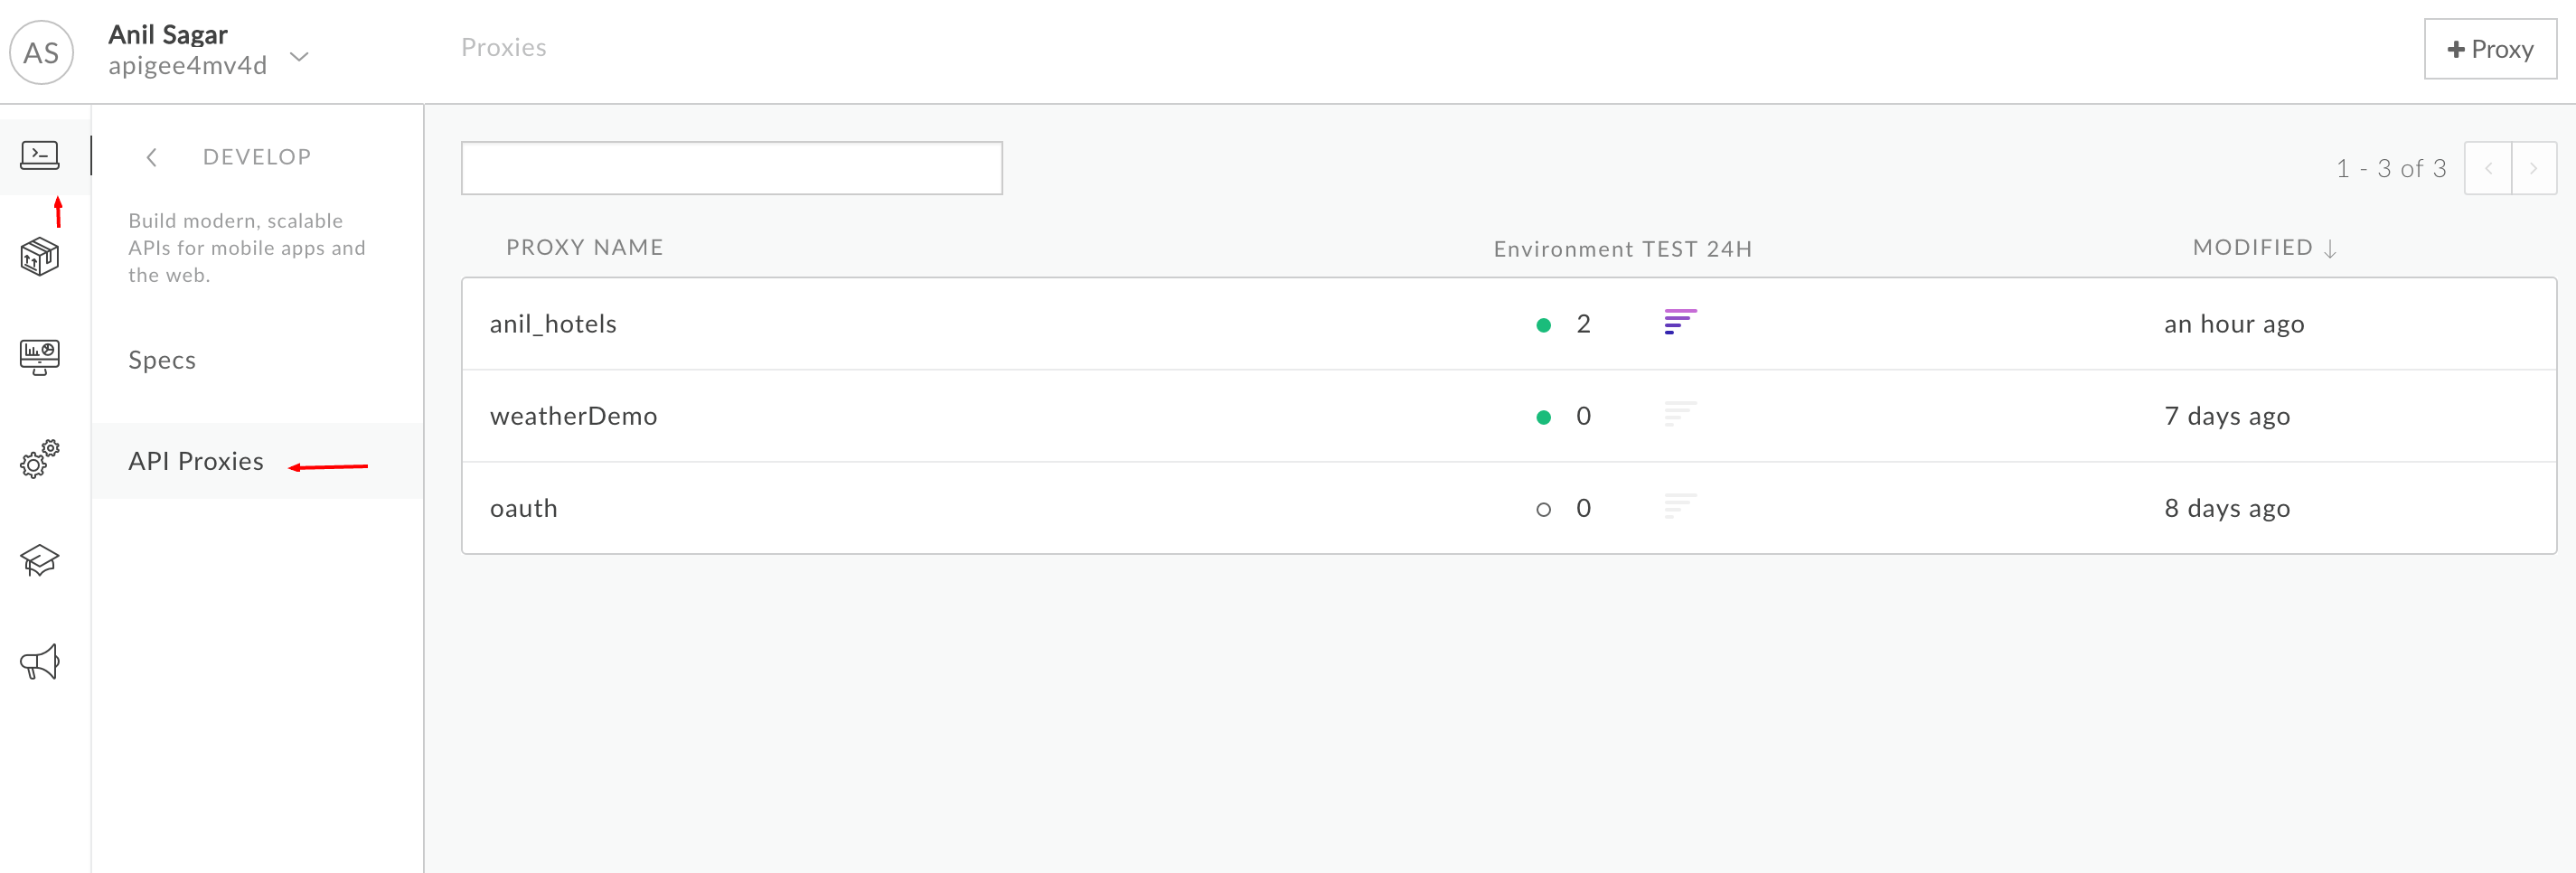 AS
Anil Sagar
apigee4mv4d
Proxies
+ Proxy
DEVELOP
Build modern, scalable
APIs for mobile apps and
the web.
Specs
API Proxies
1 - 3 of 3
PROXY NAME Environment TEST 24H MODIFIED ↓
anil_hotels 2 an hour ago
weatherDemo 0 7 days ago
oauth 0 8 days ago